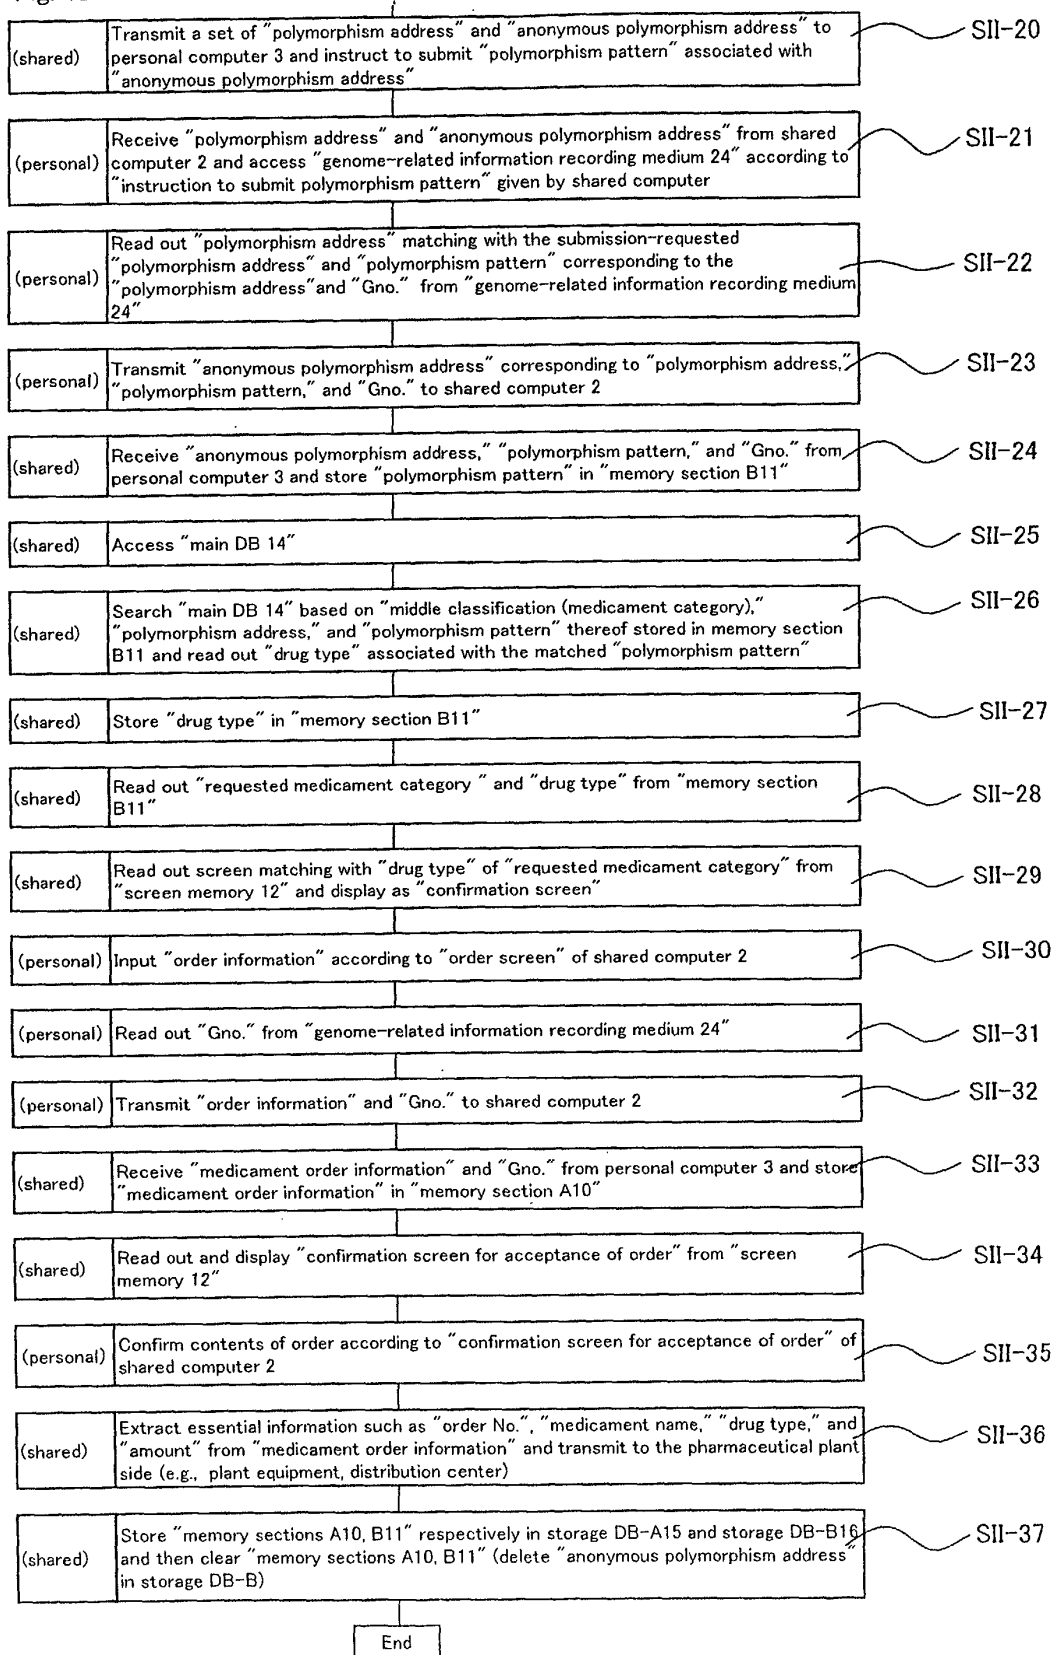 Transmit a set of "polymorphism address" and "anonymous polymorphism address" to
(shared) personal computer 3 and instruct to submit "polymorphism pattern" associated with
"anonymous polymorphism address"
SII-20
Receive "polymorphism address" and "anonymous polymorphism address" from shared
(personal) computer 2 and access "genome-related information recording medium 24" according to
"instruction to submit polymorphism pattern" given by shared computer
SII-21
Read out "polymorphism address" matching with the submission-requested
(personal) "polymorphism address" and "polymorphism pattern" corresponding to the
"polymorphism address"and "Gno." from "genome-related information recording medium
24"
SII-22
(personal) Transmit "anonymous polymorphism address" corresponding to "polymorphism address,"
"polymorphism pattern," and "Gno." to shared computer 2
SII-23
(shared) Receive "anonymous polymorphism address," "polymorphism pattern," and "Gno." from
personal computer 3 and store "polymorphism pattern" in "memory section B11"
SII-24
(shared) Access "main DB 14"
SII-25
Search "main DB 14" based on "middle classification (medicament category),"
(shared) "polymorphism address," and "polymorphism pattern" thereof stored in memory section
B11 and read out "drug type" associated with the matched "polymorphism pattern"
SII-26
(shared) Store "drug type" in "memory section B11"
SII-27
(shared) Read out "requested medicament category " and "drug type" from "memory section
B11"
SII-28
(shared) Read out screen matching with "drug type" of "requested medicament category" from
"screen memory 12" and display as "confirmation screen"
SII-29
(personal) Input "order information" according to "order screen" of shared computer 2
SII-30
(personal) Read out "Gno." from "genome-related information recording medium 24"
SII-31
(personal) Transmit "order information" and "Gno." to shared computer 2
SII-32
(shared) Receive "medicament order information" and "Gno." from personal computer 3 and store
"medicament order information" in "memory section A10"
SII-33
(shared) Read out and display "confirmation screen for acceptance of order" from "screen
memory 12"
SII-34
(personal) Confirm contents of order according to "confirmation screen for acceptance of order" of
shared computer 2
SII-35
Extract essential information such as "order No.", "medicament name," "drug type," and
(shared) "amount" from "medicament order information" and transmit to the pharmaceutical plant
side (e.g., plant equipment, distribution center)
SII-36
Store "memory sections A10, B11" respectively in storage DB-A15 and storage DB-B16
(shared) and then clear "memory sections A10, B11" (delete "anonymous polymorphism address"
in storage DB-B)
SII-37
End